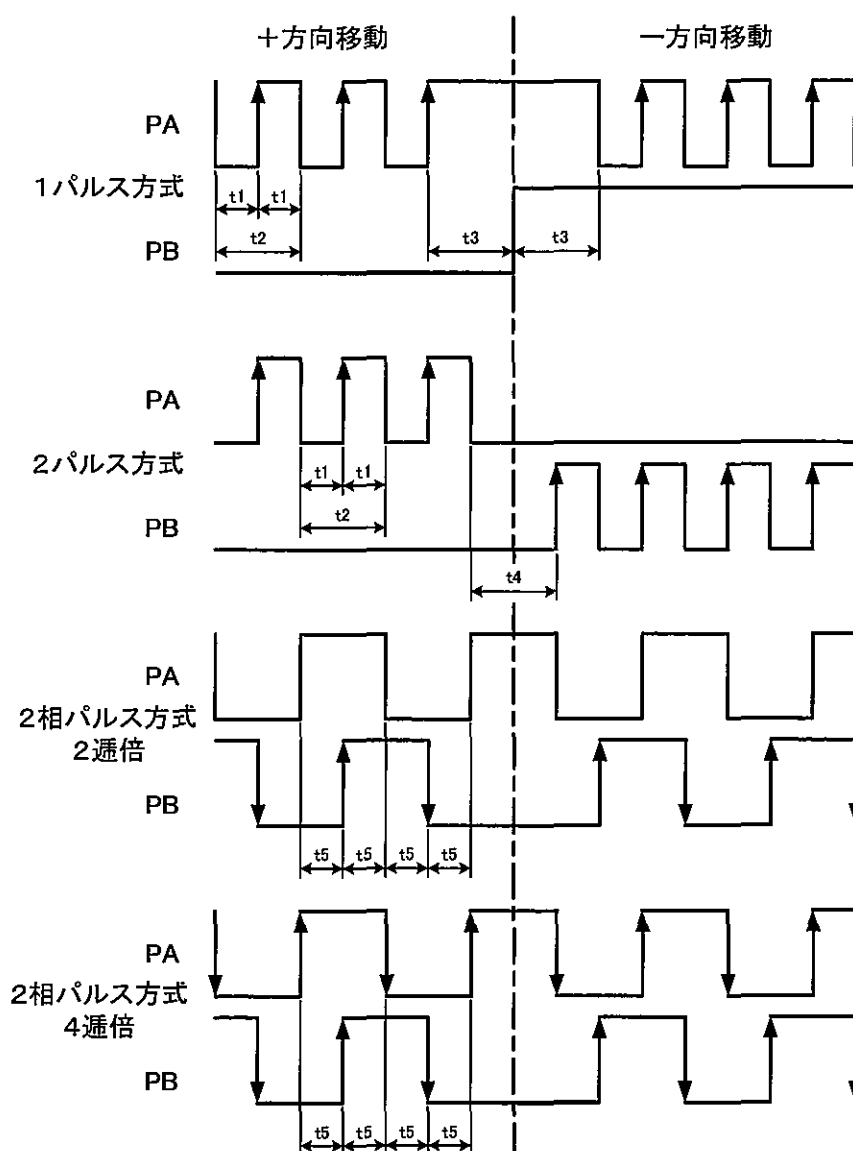 ＋方向移動
－方向移動
PA
1パルス方式
t1 t1
t2
t3
t3
PB
PA
2パルス方式
t1 t1
t2
PB
t4
PA
2相パルス方式
2逓倍
PB
t5 t5 t5 t5
PA
2相パルス方式
4逓倍
PB
t5 t5 t5 t5